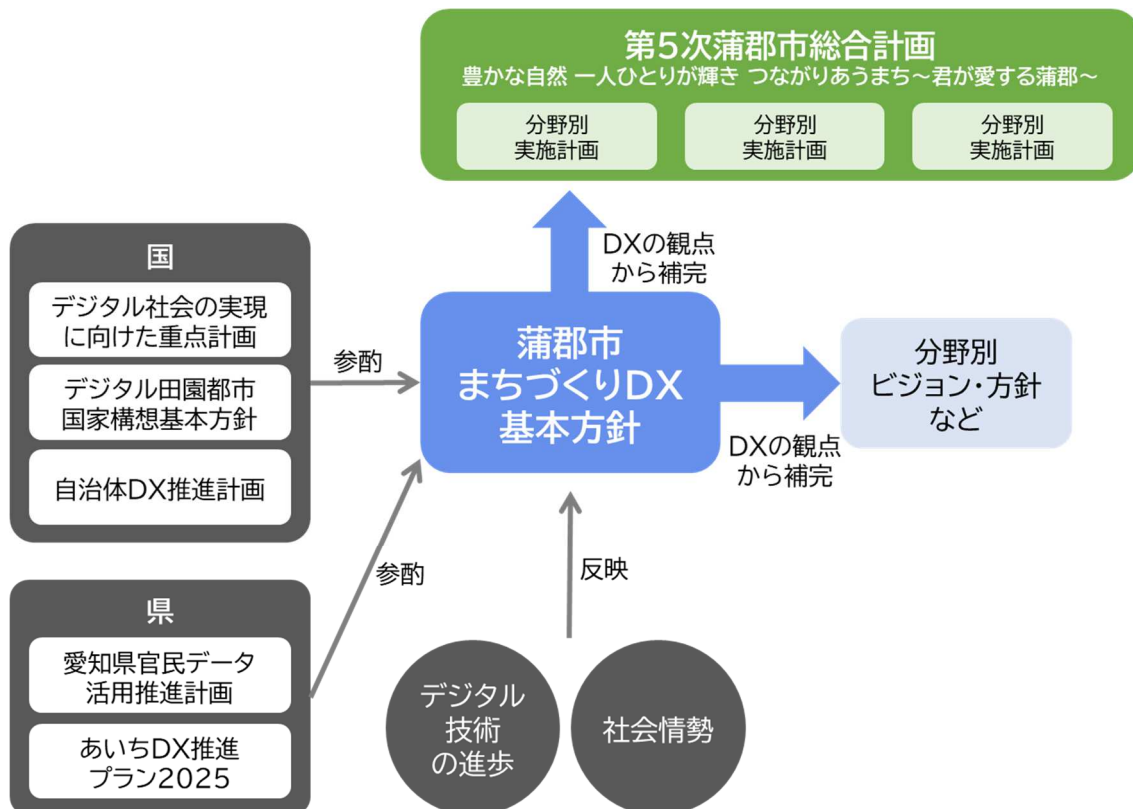 第5次蒲郡市総合計画
豊かな自然 一人ひとりが輝き つながりあうまち～君が愛する蒲郡～
分野別
実施計画
分野別
実施計画
分野別
実施計画
DXの観点
から補完
国
デジタル社会の実現
に向けた重点計画
デジタル田園都市
国家構想基本方針
自治体DX推進計画
参酌
蒲郡市
まちづくりDX
基本方針
分野別
ビジョン・方針
など
DXの観点
から補完
県
愛知県官民データ
活用推進計画
あいちDX推進
プラン2025
参酌
反映
デジタル
技術
の進歩
社会情勢